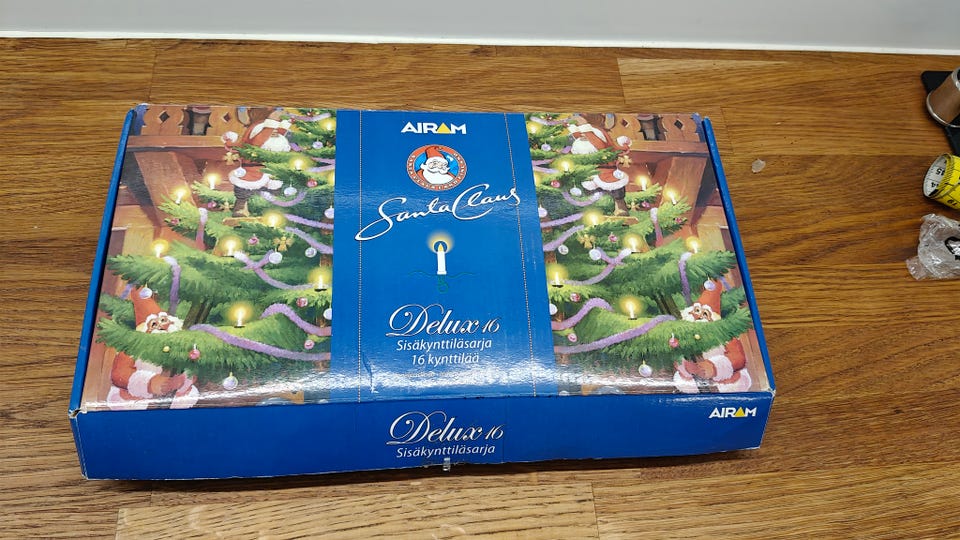 AIRAM
Santa Claus
Delux 16
Sisäkynttiläsarja
16 kynttilää
Delux 16
Sisäkynttiläsarja
AIRAM